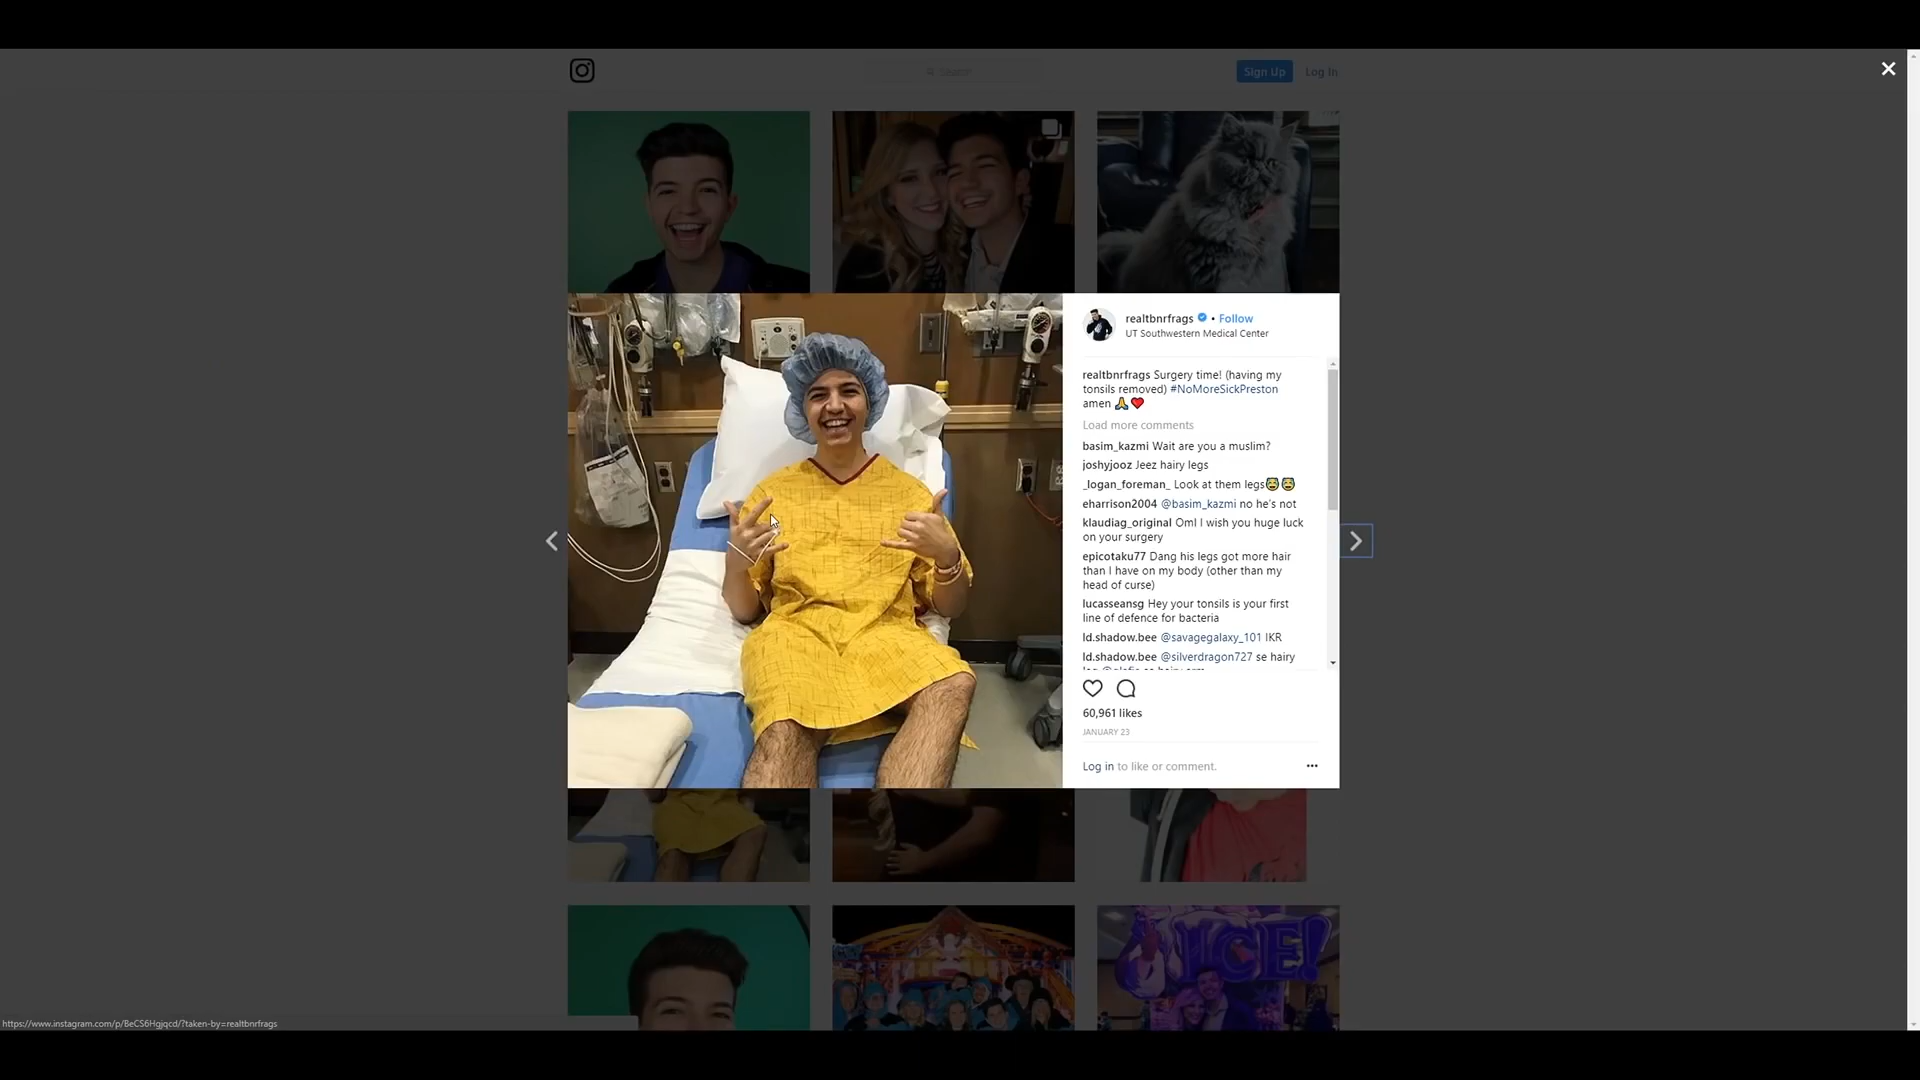 Search
Sign Up
Log In
realtbnrfrags • Follow
UT Southwestern Medical Center
realtbnrfrags Surgery time! (having my
tonsils removed) #NoMoreSickPreston
amen 🙏❤️
Load more comments
basim_kazmi Wait are you a muslim?
joshyjooz Jeez hairy legs
_logan_foreman_ Look at them legs
eharrison2004 @basim_kazmi no he's not
klaudiag_original Oml I wish you huge luck
on your surgery
epicotaku77 Dang his legs got more hair
than I have on my body (other than my
head of curse)
lucasseansg Hey your tonsils is your first
line of defence for bacteria
ld.shadow.bee @savagegalaxy_101 IKR
ld.shadow.bee @silverdragon727 se hairy
60,961 likes
JANUARY 23
Log in to like or comment.
ICE!
https://www.instagram.com/p/BeCS6Hgjqcd/?taken-by=realtbnrfrags